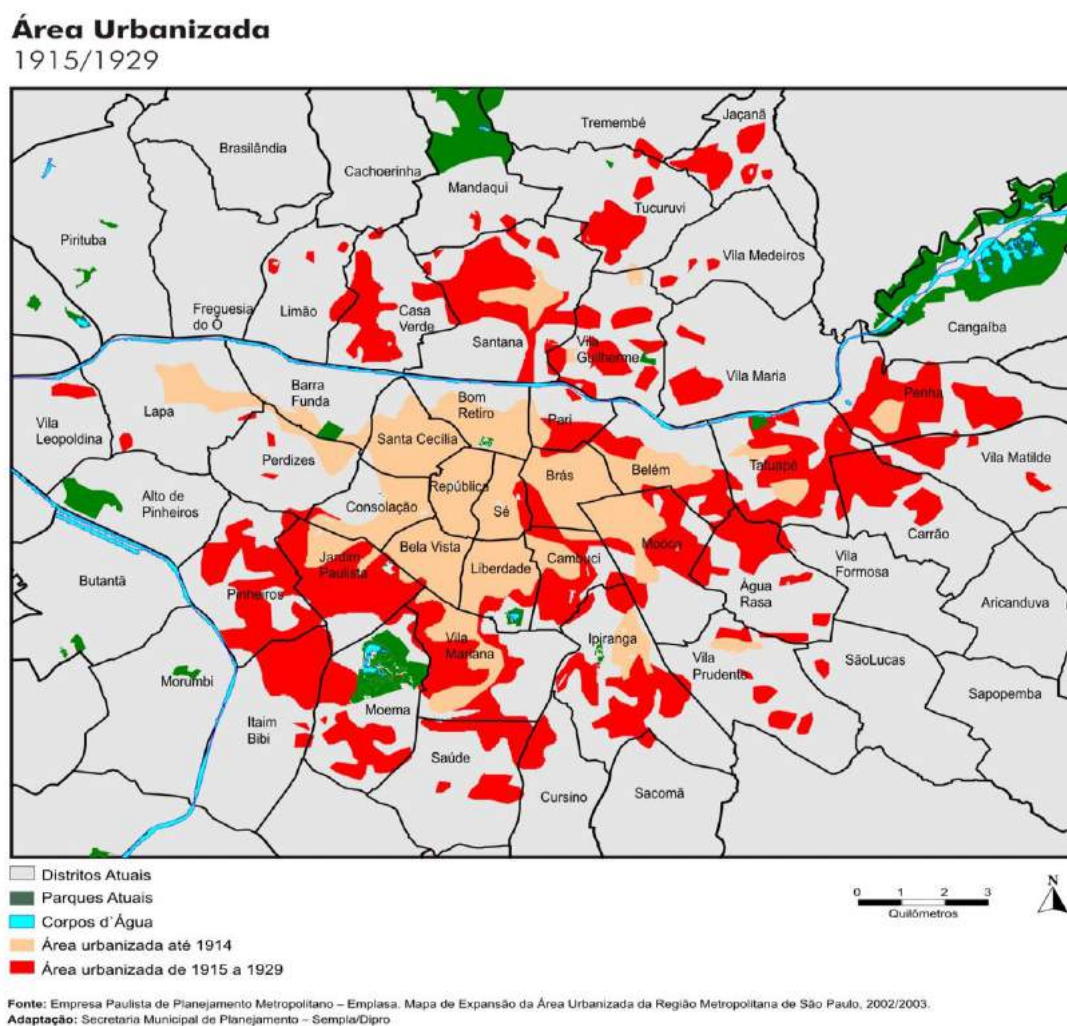 Área Urbanizada
1915/1929
Jaçanã
Tremembé
Brasilândia
Cachoerinha
Mandaqui
Tucuruvi
Pirituba
Vila Medeiros
Freguesia
do Ó
Limão
Casa
Verde
Santana
Vila
Guilherme
Cangaíba
Vila Maria
Lapa
Barra
Funda
Bom
Retiro
Penha
Vila
Leopoldina
Santa Cecília
Pari
Perdizes
Belém
Tatuapé
Vila Matilde
República
Brás
Alto de
Pinheiros
Consolação
Sé
Carrão
Bela Vista
Mooca
Jardim
Paulista
Liberdade
Cambuci
Vila
Formosa
Butantã
Pinheiros
Água
Rasa
Aricanduva
Vila
Mariana
Ipiranga
Vila
Prudente
SãoLucas
Morumbi
Sapopemba
Moema
Itaim
Bibi
Saúde
Cursino
Sacomã
Distritos Atuais
Parques Atuais
Corpos d`Água
Área urbanizada até 1914
Área urbanizada de 1915 a 1929
0 1 2 3
Quilômetros
N
Fonte: Empresa Paulista de Planejamento Metropolitano – Emplasa. Mapa de Expansão da Área Urbanizada da Região Metropolitana de São Paulo, 2002/2003.
Adaptação: Secretaria Municipal de Planejamento – Sempla/Dipro